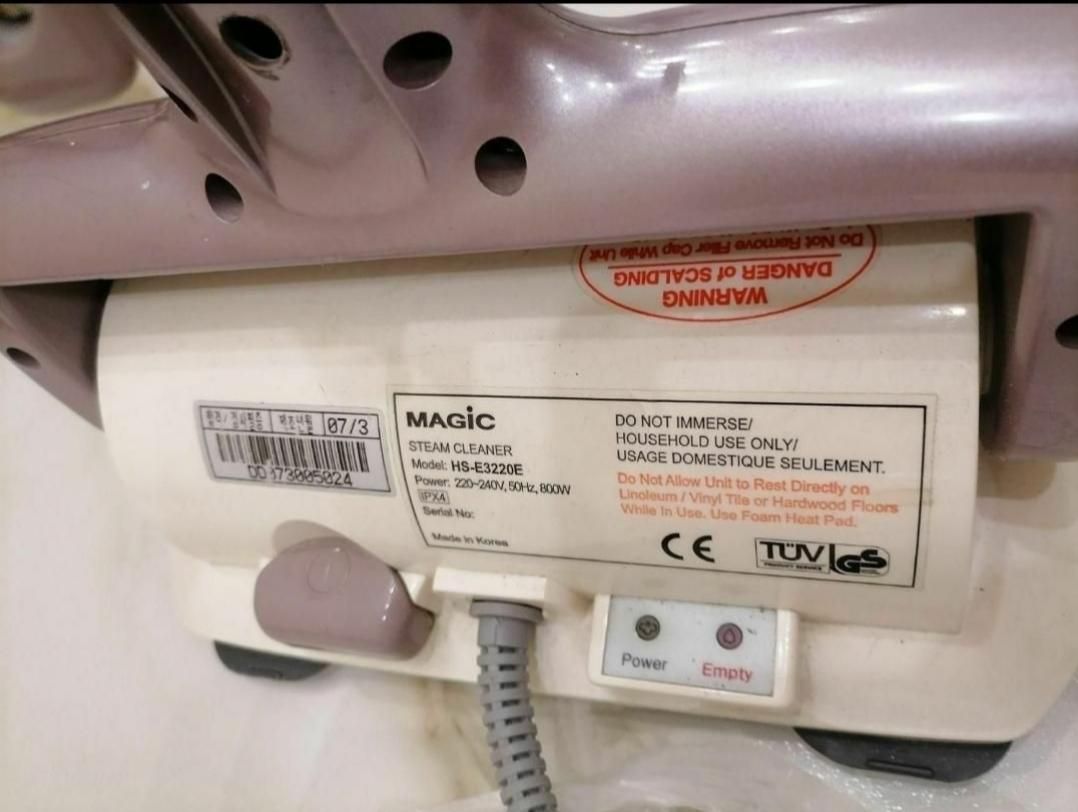 Do Not Remove Filler Cap While Unit
DANGER of SCALDING
WARNING
07/3
MAGiC
STEAM CLEANER
Model: HS-E3220E
Power: 220~240V, 50Hz, 800W
IPX4
Serial No:
Made in Korea
DO NOT IMMERSE/
HOUSEHOLD USE ONLY/
USAGE DOMESTIQUE SEULEMENT.
Do Not Allow Unit to Rest Directly on
Linoleum / Vinyl Tile or Hardwood Floors
While In Use. Use Foam Heat Pad.
CE
TÜV GS
PRODUCT SERVICE
Power
Empty